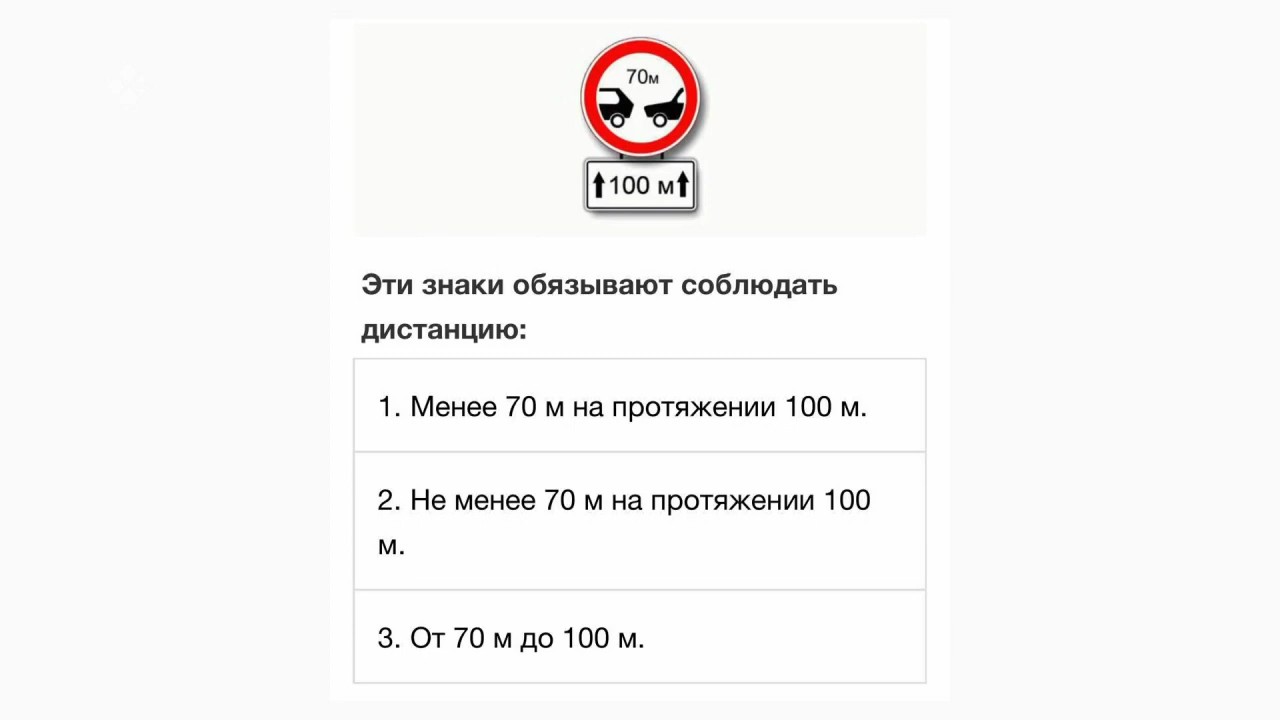 70м
100 м
Эти знаки обязывают соблюдать
дистанцию:
1. Менее 70 м на протяжении 100 м.
2. Не менее 70 м на протяжении 100
м.
3. От 70 м до 100 м.